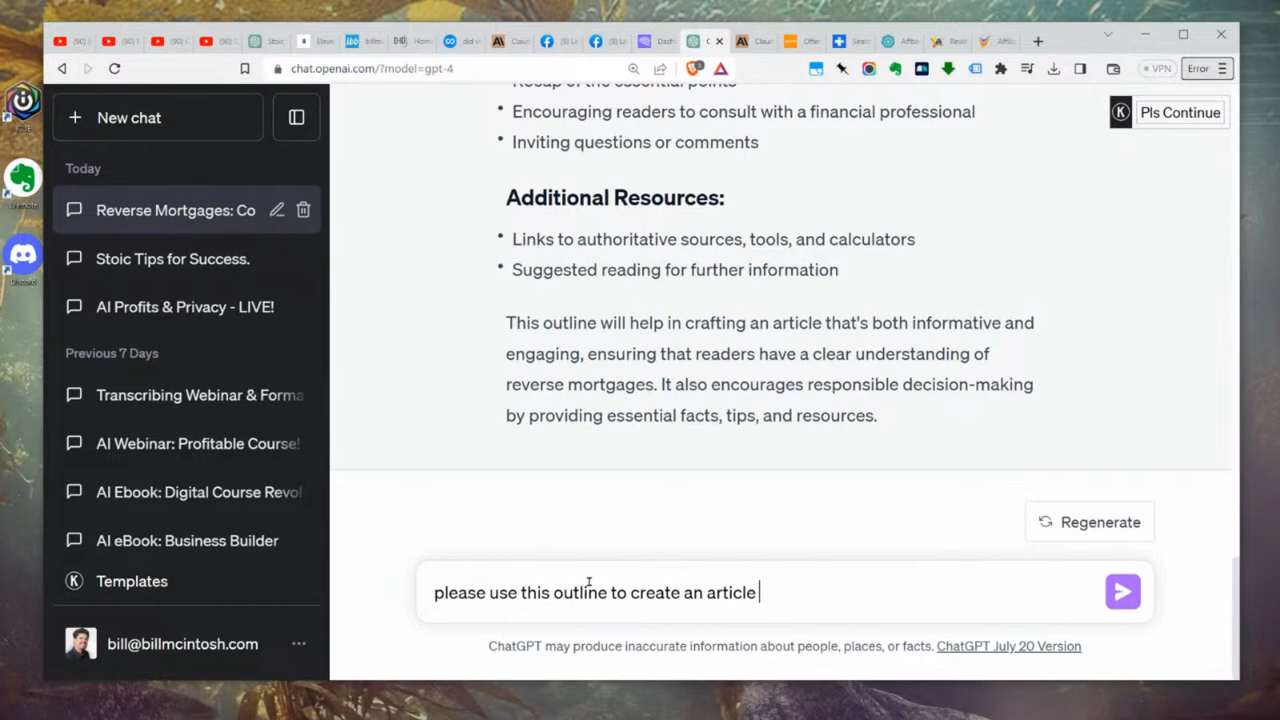 chat.openai.com/?model=gpt-4
VPN
Error
New chat
Today
Reverse Mortgages: Co
Stoic Tips for Success.
AI Profits & Privacy - LIVE!
Previous 7 Days
Transcribing Webinar & Forma
AI Webinar: Profitable Course!
AI Ebook: Digital Course Revol
AI eBook: Business Builder
K Templates
bill@billmcintosh.com
K Pls Continue
Recap of the essential points
• Encouraging readers to consult with a financial professional
• Inviting questions or comments
Additional Resources:
• Links to authoritative sources, tools, and calculators
• Suggested reading for further information
This outline will help in crafting an article that's both informative and
engaging, ensuring that readers have a clear understanding of
reverse mortgages. It also encourages responsible decision-making
by providing essential facts, tips, and resources.
Regenerate
please use this outline to create an article
ChatGPT may produce inaccurate information about people, places, or facts. ChatGPT July 20 Version